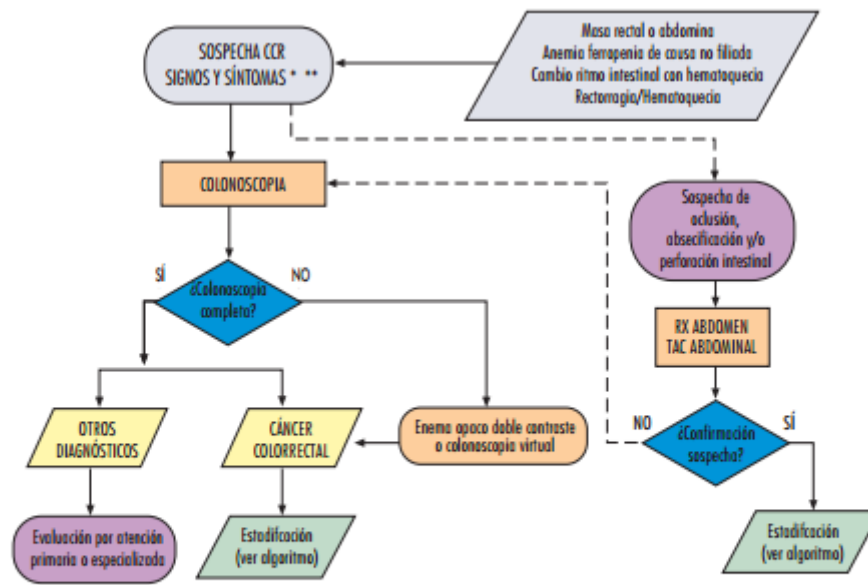 SOSPECHA CCR
SIGNOS Y SÍNTOMAS * **
Masa rectal o abdomina
Anemia ferropenia de causa no filiada
Cambio ritmo intestinal con hematoquecia
Rectorragia/Hematoquecia
COLONOSCOPIA
Sospecha de
oclusión,
absecificación y/o
perforación intestinal
SÍ
NO
¿Colonoscopia
completa?
RX ABDOMEN
TAC ABDOMINAL
OTROS
DIAGNÓSTICOS
CÁNCER
COLORRECTAL
Enema opaco doble contraste
o colonoscopia virtual
NO
SÍ
¿Confirmación
sospecha?
Evaluación por atención
primaria o especializada
Estadifcación
(ver algoritmo)
Estadifcación
(ver algoritmo)